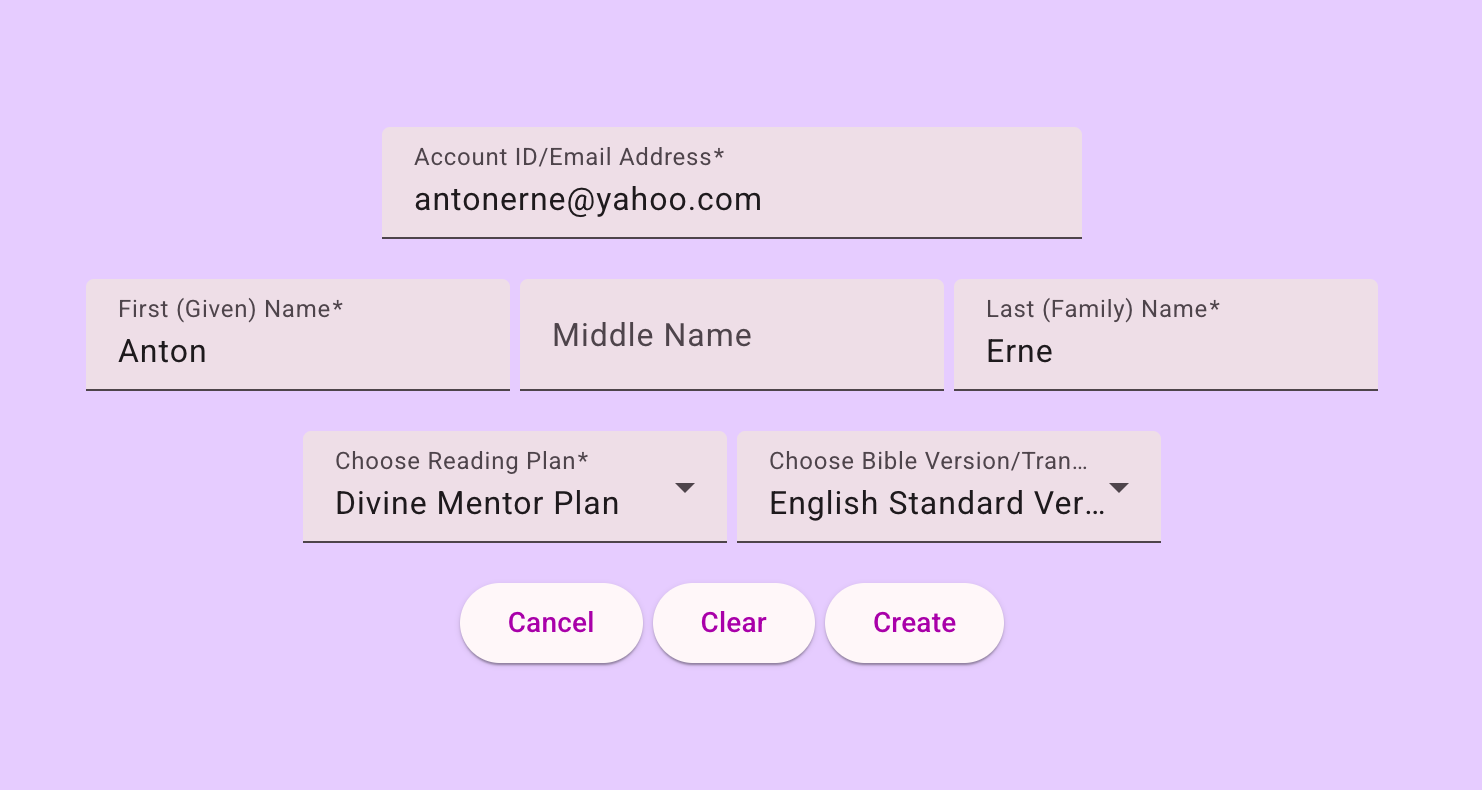 Account ID/Email Address*
antonerne@yahoo.com
First (Given) Name*
Anton
Middle Name
Last (Family) Name*
Erne
Choose Reading Plan*
Divine Mentor Plan
Choose Bible Version/Tran…
English Standard Ver…
Cancel
Clear
Create